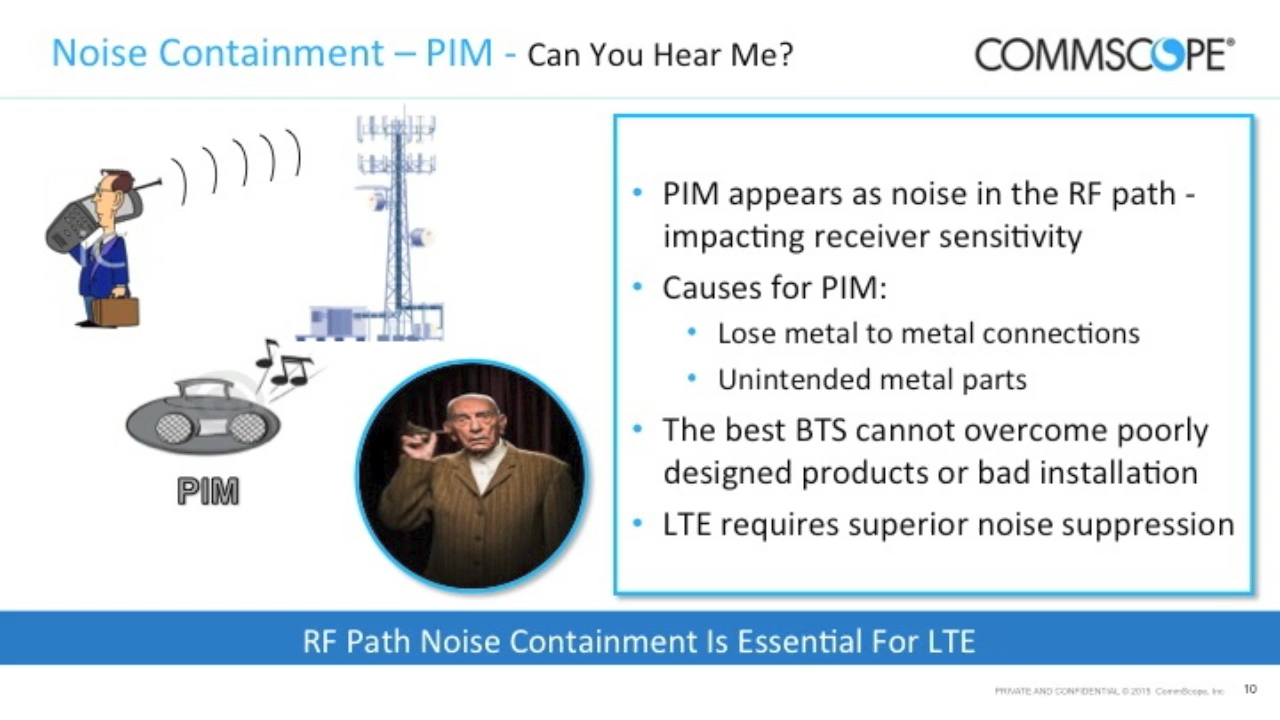 Noise Containment – PIM - Can You Hear Me?
COMMSCOPE®
PIM
• PIM appears as noise in the RF path -
impacting receiver sensitivity
• Causes for PIM:
• Lose metal to metal connections
• Unintended metal parts
• The best BTS cannot overcome poorly
designed products or bad installation
• LTE requires superior noise suppression
RF Path Noise Containment Is Essential For LTE
PRIVATE AND CONFIDENTIAL © 2015 CommScope, Inc
10